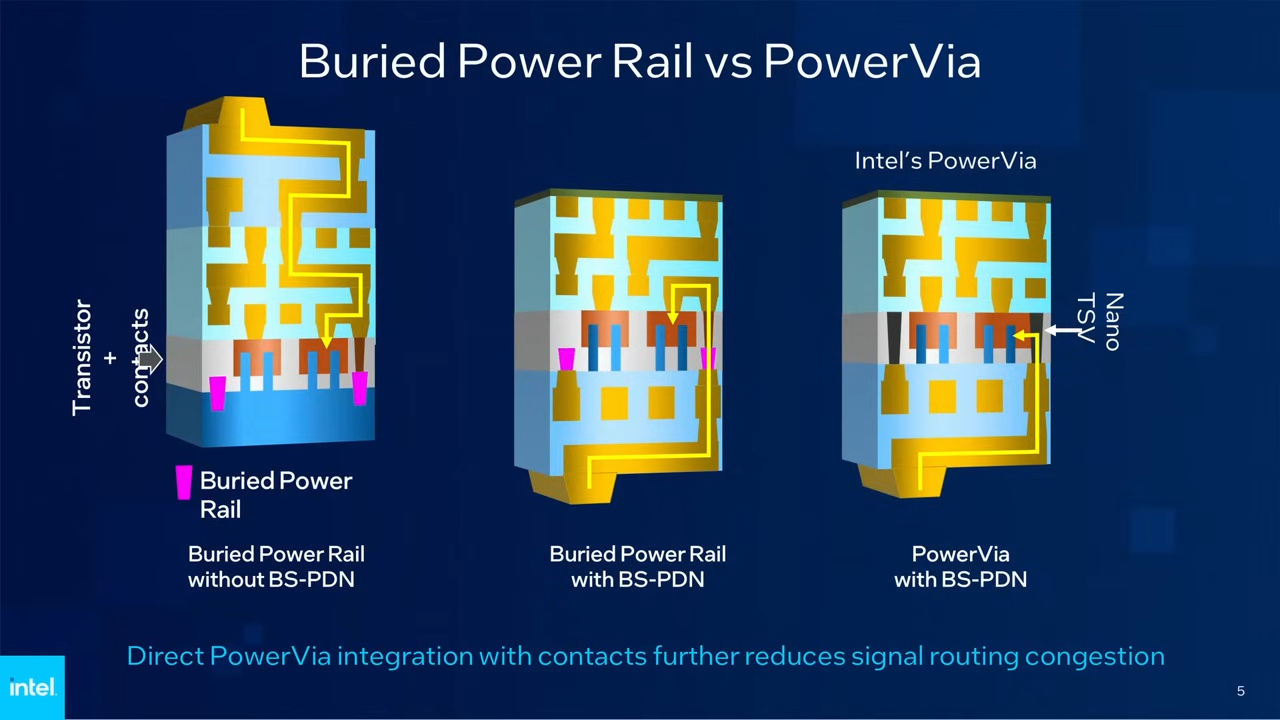 Buried Power Rail vs PowerVia
Intel's PowerVia
Transistor
+
contacts
Nano
TSV
Buried Power
Rail
Buried Power Rail
without BS-PDN
Buried Power Rail
with BS-PDN
PowerVia
with BS-PDN
Direct PowerVia integration with contacts further reduces signal routing congestion
intel.
5